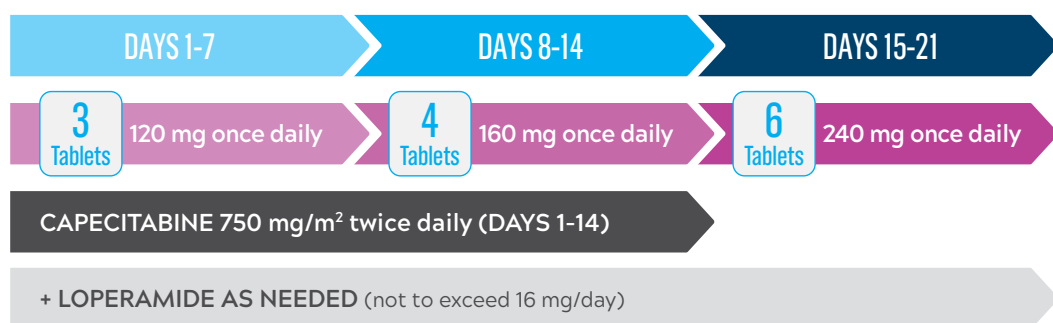 DAYS 1-7
DAYS 8-14
DAYS 15-21
3
Tablets
120 mg once daily
4
Tablets
160 mg once daily
6
Tablets
240 mg once daily
CAPECITABINE 750 mg/m² twice daily (DAYS 1-14)
+ LOPERAMIDE AS NEEDED (not to exceed 16 mg/day)